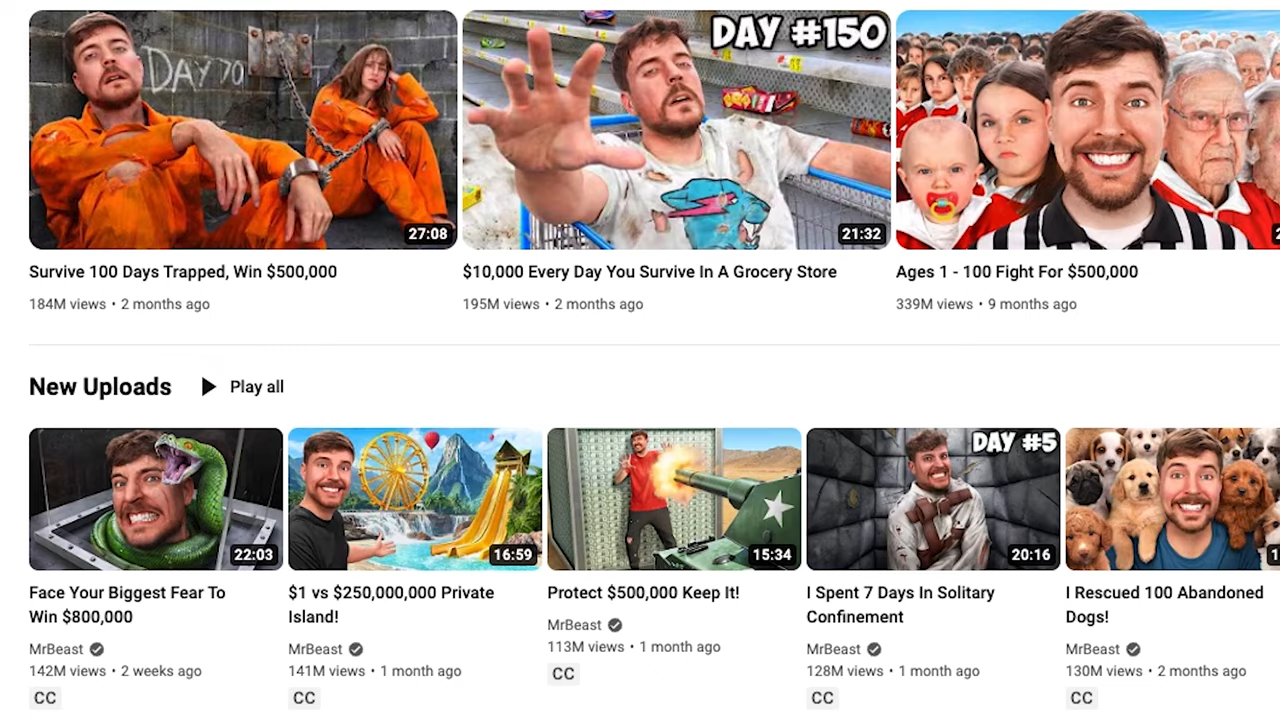 DAY 70
27:08
DAY #150
21:32
Survive 100 Days Trapped, Win $500,000
184M views • 2 months ago
$10,000 Every Day You Survive In A Grocery Store
195M views • 2 months ago
Ages 1 - 100 Fight For $500,000
339M views • 9 months ago
New Uploads
Play all
22:03
16:59
15:34
DAY #5
20:16
Face Your Biggest Fear To
Win $800,000
MrBeast
142M views • 2 weeks ago
CC
$1 vs $250,000,000 Private
Island!
MrBeast
141M views • 1 month ago
CC
Protect $500,000 Keep It!
MrBeast
113M views • 1 month ago
CC
I Spent 7 Days In Solitary
Confinement
MrBeast
128M views • 1 month ago
CC
I Rescued 100 Abandoned
Dogs!
MrBeast
130M views • 2 months ago
CC